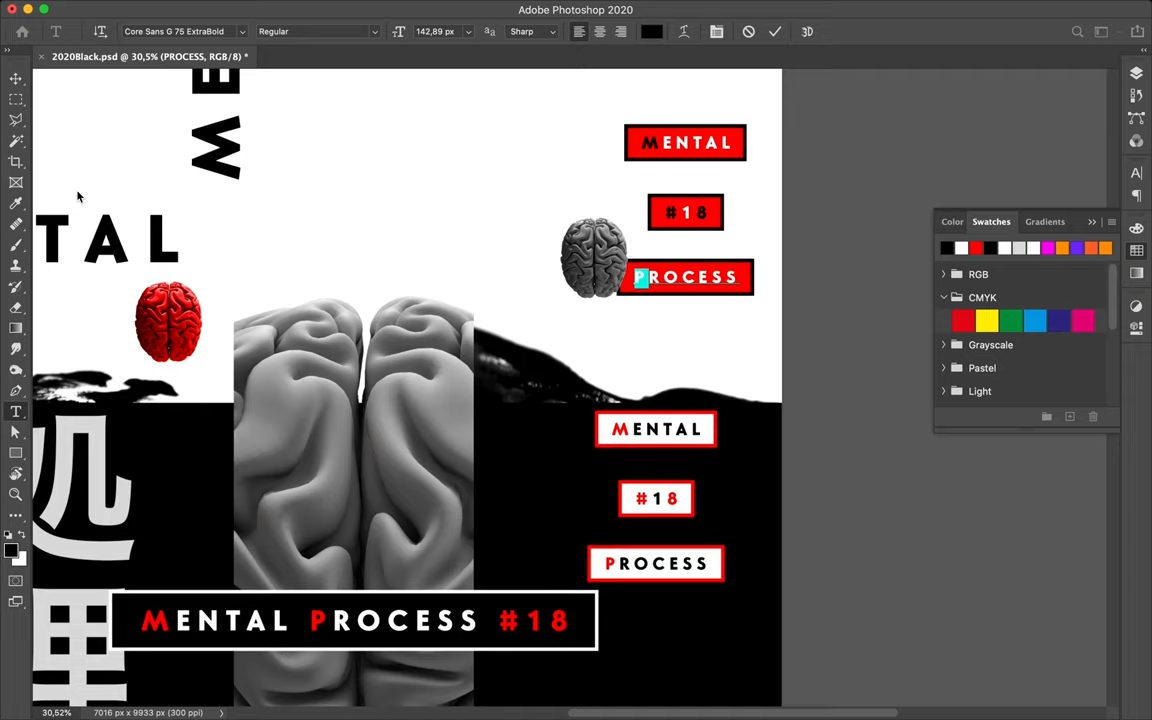 Adobe Photoshop 2020
Core Sans G 75 ExtraBold
Regular
142,89 px
Sharp
3D
2020Black.psd @ 30,5% (PROCESS, RGB/8) *
ME
TAL
MENTAL
#18
PROCESS
Color
Swatches
Gradients
RGB
CMYK
Grayscale
Pastel
Light
MENTAL
#18
PROCESS
处
理
MENTAL PROCESS #18
30,52%
7016 px x 9933 px (300 ppi)